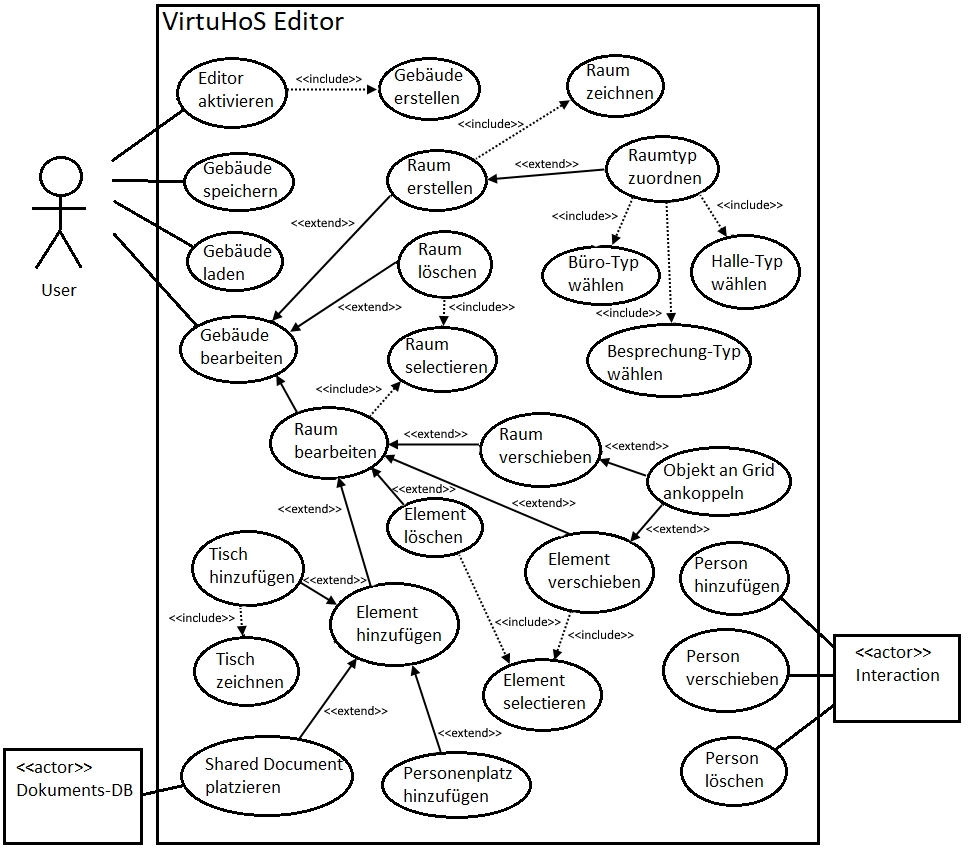 VirtuHoS Editor
Editor
aktivieren
<<include>>
Gebäude
erstellen
Raum
zeichnen
<<include>>
Gebäude
speichern
Raum
erstellen
<<extend>>
Raumtyp
zuordnen
<<extend>>
<<include>>
<<include>>
Gebäude
laden
Raum
löschen
Büro-Typ
wählen
Halle-Typ
wählen
User
<<extend>>
<<include>>
<<include>>
Gebäude
bearbeiten
Raum
selectieren
Besprechung-Typ
wählen
<<include>>
Raum
bearbeiten
<<extend>>
Raum
verschieben
<<extend>>
Objekt an Grid
ankoppeln
<<extend>>
<<extend>>
<<extend>>
Element
löschen
<<extend>>
Tisch
hinzufügen
<<extend>>
Element
verschieben
Person
hinzufügen
<<include>>
Element
hinzufügen
<<include>>
<<include>>
Tisch
zeichnen
Element
selectieren
Person
verschieben
<<actor>>
Interaction
<<extend>>
<<extend>>
<<actor>>
Dokuments-DB
Shared Document
platzieren
Personenplatz
hinzufügen
Person
löschen